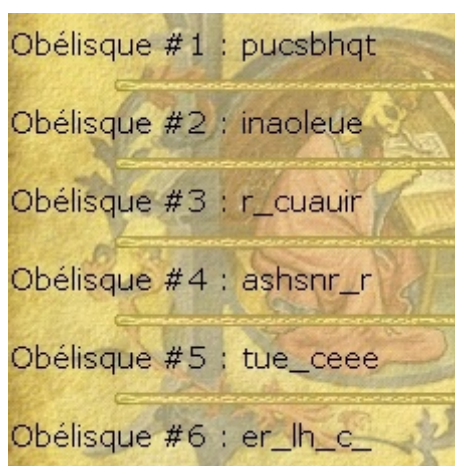 Obélisque #1 : pucsbhqt
Obélisque #2 : inaoleue
Obélisque #3 : r_cuauir
Obélisque #4 : ashsnr_r
Obélisque #5 : tue_ceee
Obélisque #6 : er_lh_c_